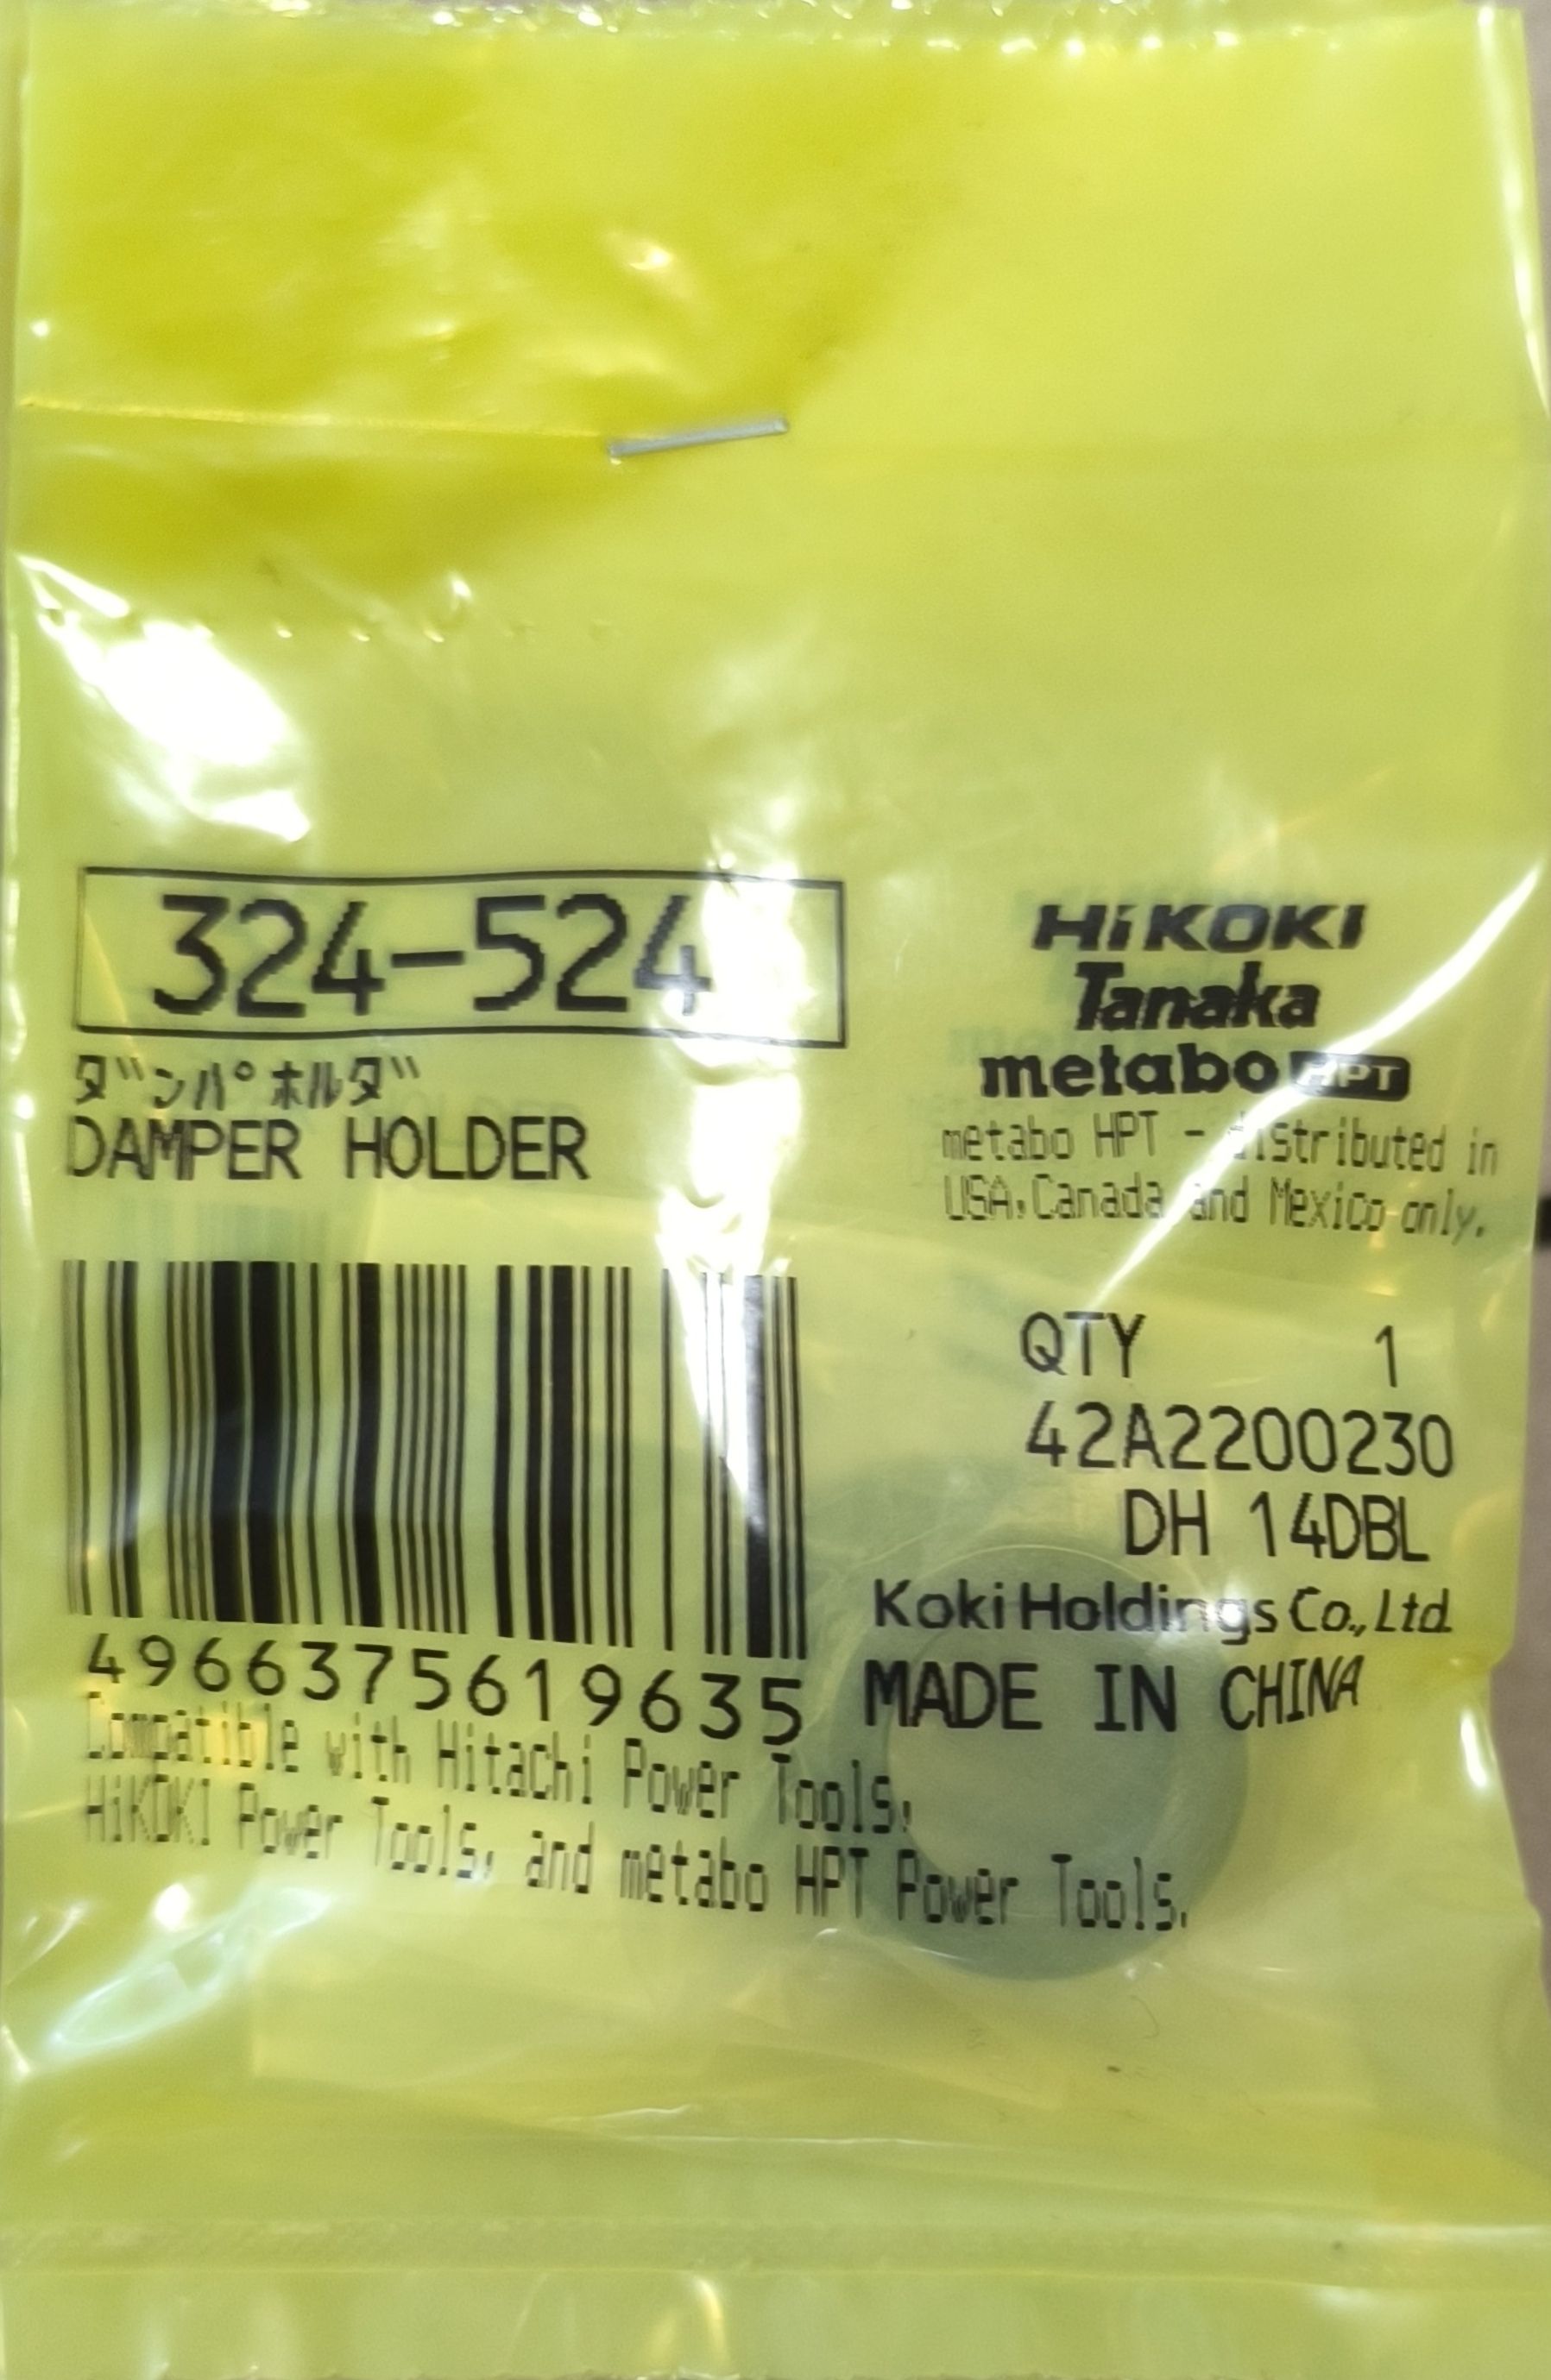 324-524
ダンパホルダ
DAMPER HOLDER
4966375619635
Compatible with Hitachi Power Tools,
HiKOKI Power Tools, and metabo HPT Power Tools.
HiKOKI
Tanaka
metabo HPT
metabo HPT - distributed in
USA, Canada and Mexico only.
QTY 1
42A2200230
DH 14DBL
Koki Holdings Co., Ltd.
MADE IN CHINA